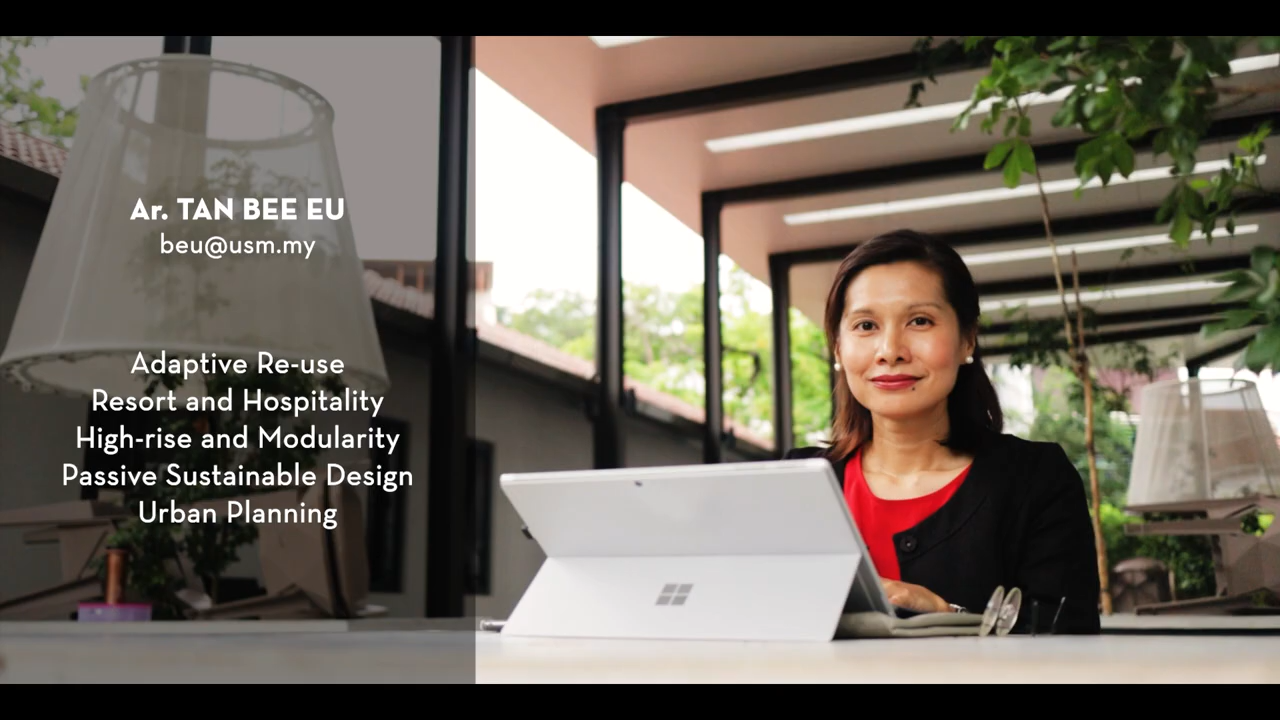 Ar. TAN BEE EU
beu@usm.my
Adaptive Re-use
Resort and Hospitality
High-rise and Modularity
Passive Sustainable Design
Urban Planning